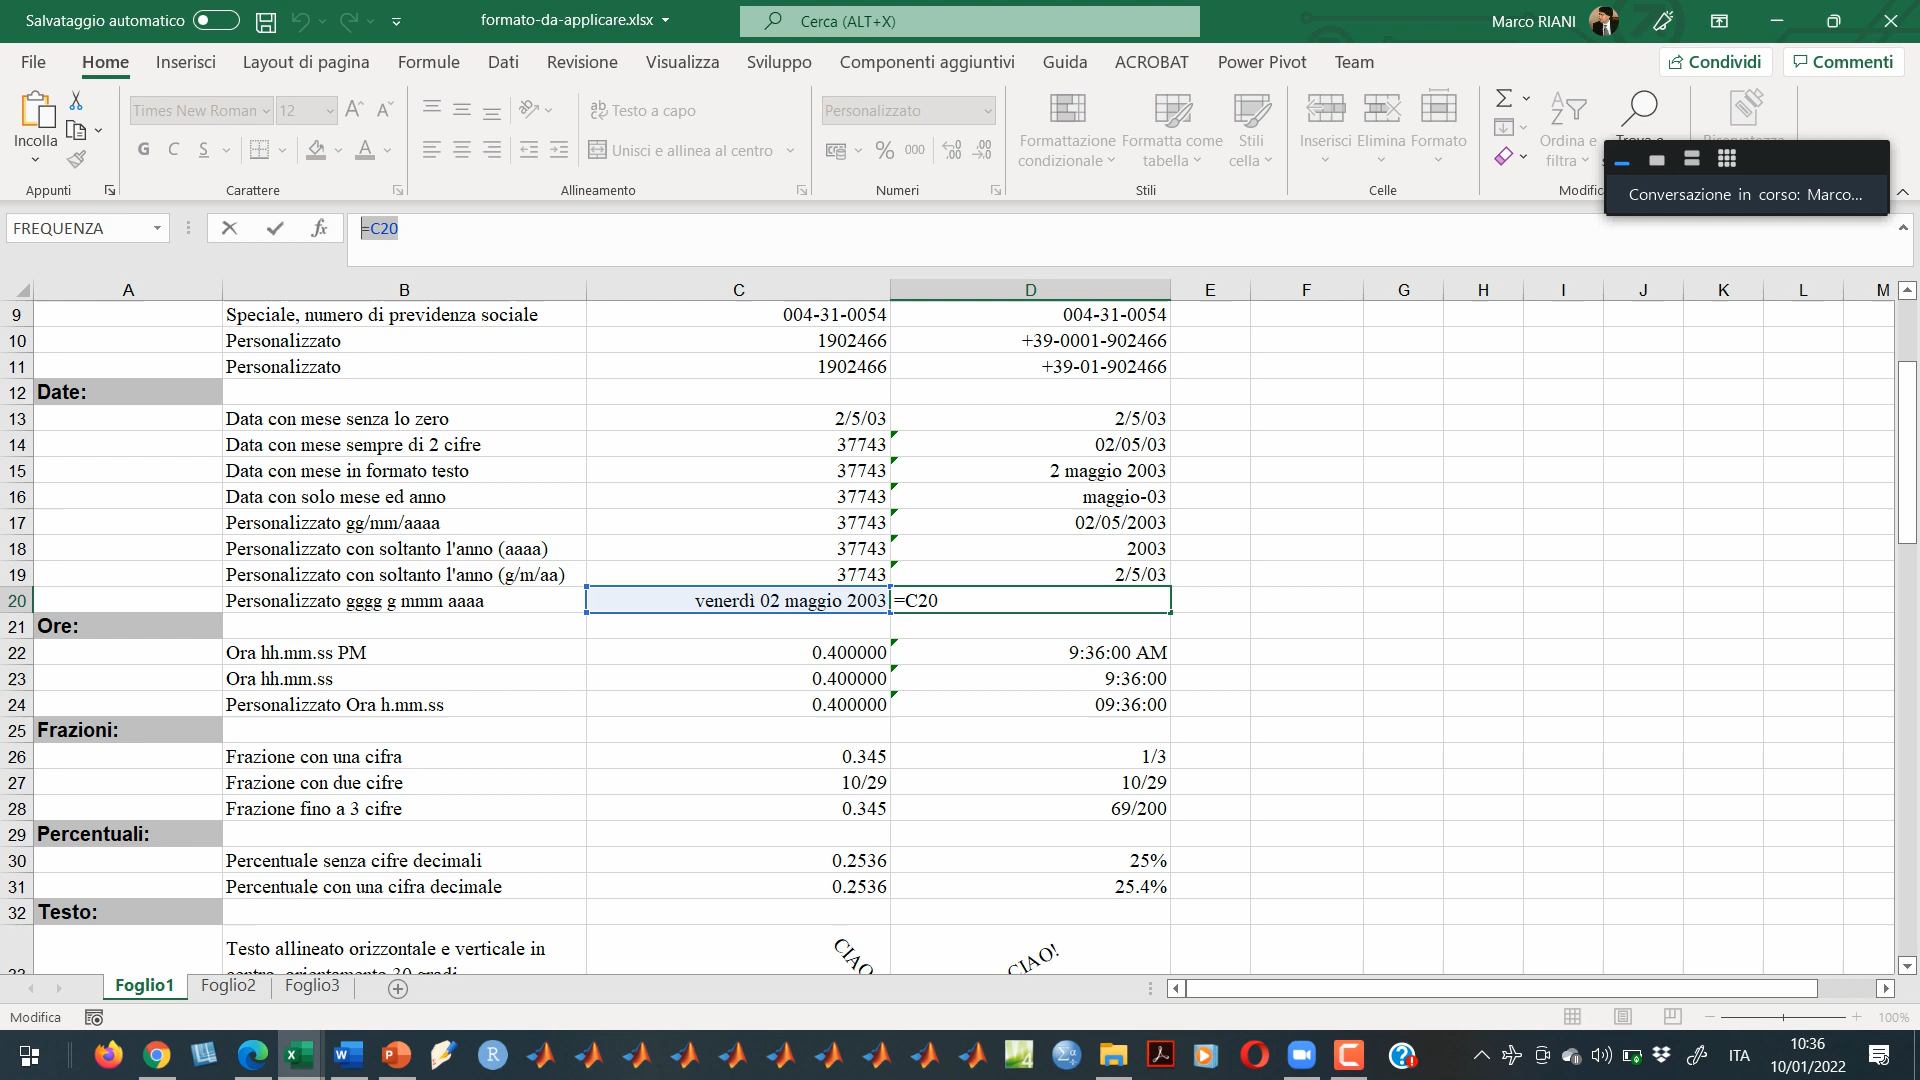 Salvataggio automatico
formato-da-applicare.xlsx
Cerca (ALT+X)
Marco RIANI
File Home Inserisci Layout di pagina Formule Dati Revisione Visualizza Sviluppo Componenti aggiuntivi Guida ACROBAT Power Pivot Team Condividi Commenti
Incolla
Times New Roman 12
Testo a capo
Personalizzato
G C S
Unisci e allinea al centro
% 000
Formattazione condizionale
Formatta come tabella
Stili cella
Inserisci Elimina Formato
Ordina e filtra
Appunti Carattere Allineamento Numeri Stili Celle
Conversazione in corso: Marco...
FREQUENZA fx =C20
A B C D E F G H I J K L M
9 Speciale, numero di previdenza sociale 004-31-0054 004-31-0054
10 Personalizzato 1902466 +39-0001-902466
11 Personalizzato 1902466 +39-01-902466
12 Date:
13 Data con mese senza lo zero 2/5/03 2/5/03
14 Data con mese sempre di 2 cifre 37743 02/05/03
15 Data con mese in formato testo 37743 2 maggio 2003
16 Data con solo mese ed anno 37743 maggio-03
17 Personalizzato gg/mm/aaaa 37743 02/05/2003
18 Personalizzato con soltanto l'anno (aaaa) 37743 2003
19 Personalizzato con soltanto l'anno (g/m/aa) 37743 2/5/03
20 Personalizzato gggg g mmm aaaa venerdì 02 maggio 2003 =C20
21 Ore:
22 Ora hh.mm.ss PM 0.400000 9:36:00 AM
23 Ora hh.mm.ss 0.400000 9:36:00
24 Personalizzato Ora h.mm.ss 0.400000 09:36:00
25 Frazioni:
26 Frazione con una cifra 0.345 1/3
27 Frazione con due cifre 10/29 10/29
28 Frazione fino a 3 cifre 0.345 69/200
29 Percentuali:
30 Percentuale senza cifre decimali 0.2536 25%
31 Percentuale con una cifra decimale 0.2536 25.4%
32 Testo:
Testo allineato orizzontale e verticale in CIAO CIAO!
Foglio1 Foglio2 Foglio3
Modifica
100%
ITA
10:36
10/01/2022